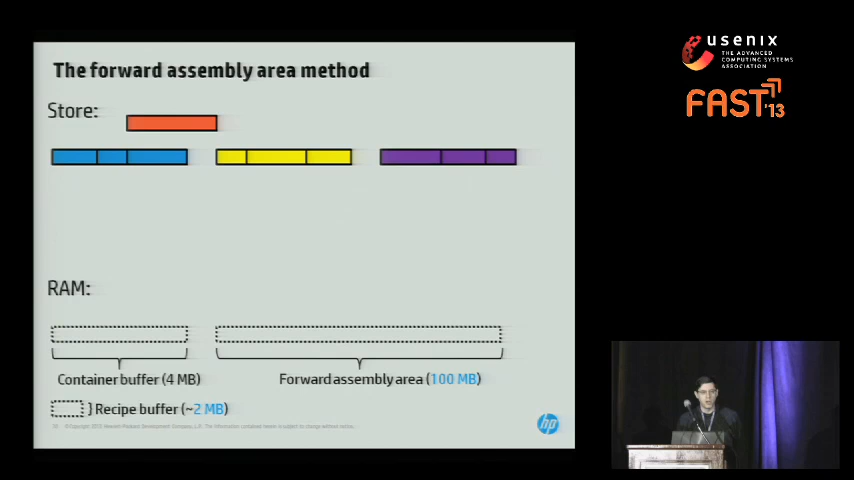 The forward assembly area method
Store:
RAM:
Container buffer (4 MB)
Forward assembly area (100 MB)
} Recipe buffer (~2 MB)
hp
usenix
THE ADVANCED
COMPUTING SYSTEMS
ASSOCIATION
FAST '13